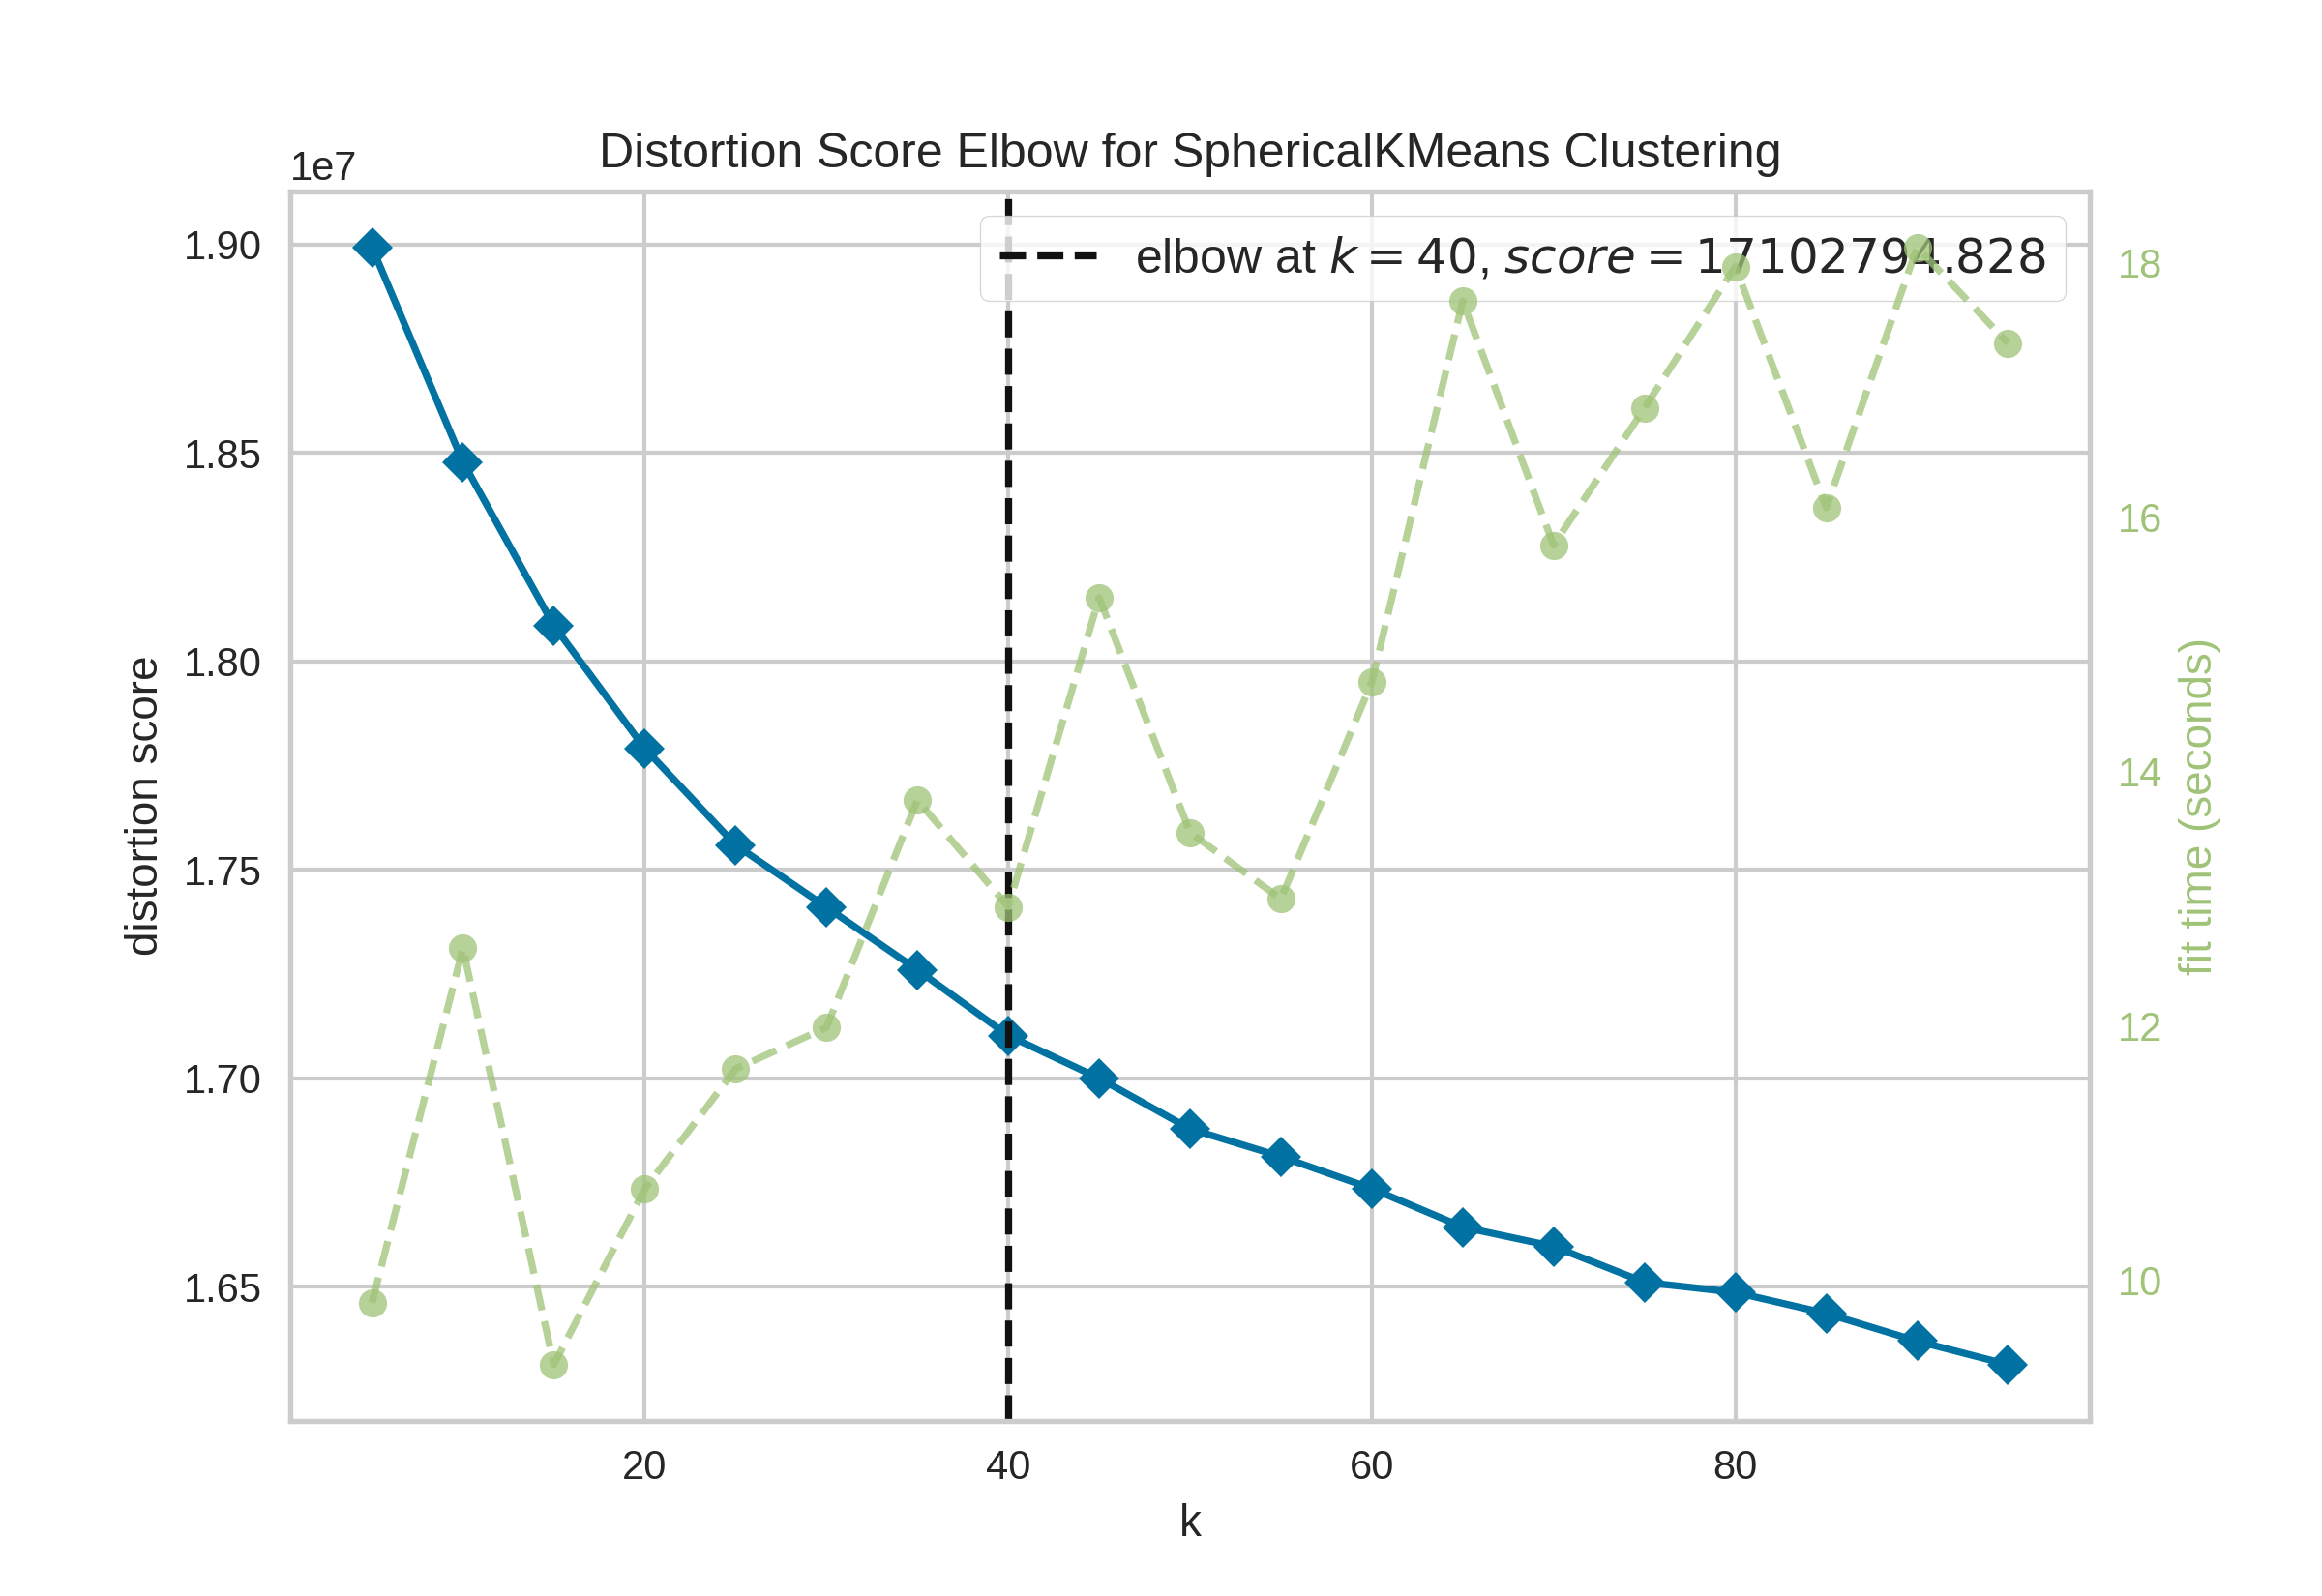 Distortion Score Elbow for SphericalKMeans Clustering
1e7
elbow at k = 40, score = 17102794.828
1.90
1.85
1.80
1.75
1.70
1.65
distortion score
18
16
14
12
10
fit time (seconds)
20 40 60 80
k